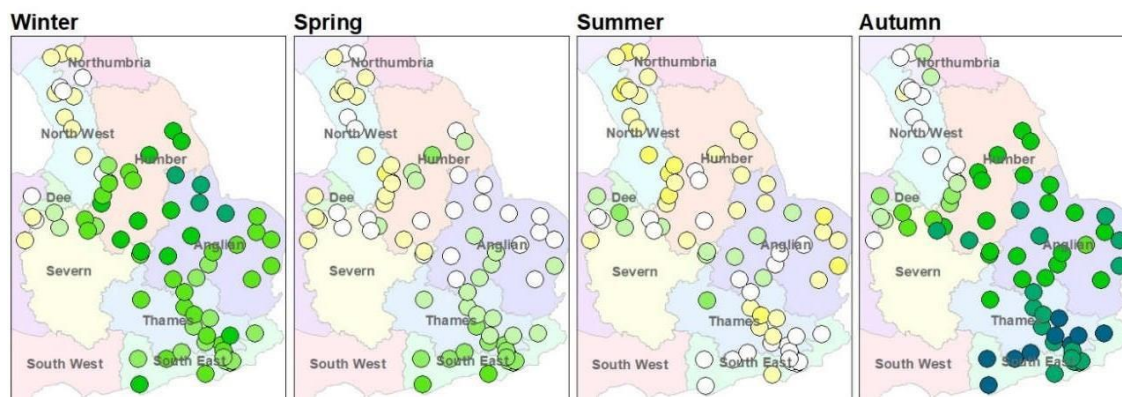 Winter
Northumbria
North West
Humber
Dee
Anglian
Severn
Thames
South West
South East
Spring
Northumbria
North West
Humber
Dee
Anglian
Severn
Thames
South West
South East
Summer
Northumbria
North West
Humber
Dee
Anglian
Severn
Thames
South West
South East
Autumn
Northumbria
North West
Humber
Dee
Anglian
Severn
Thames
South West
South East